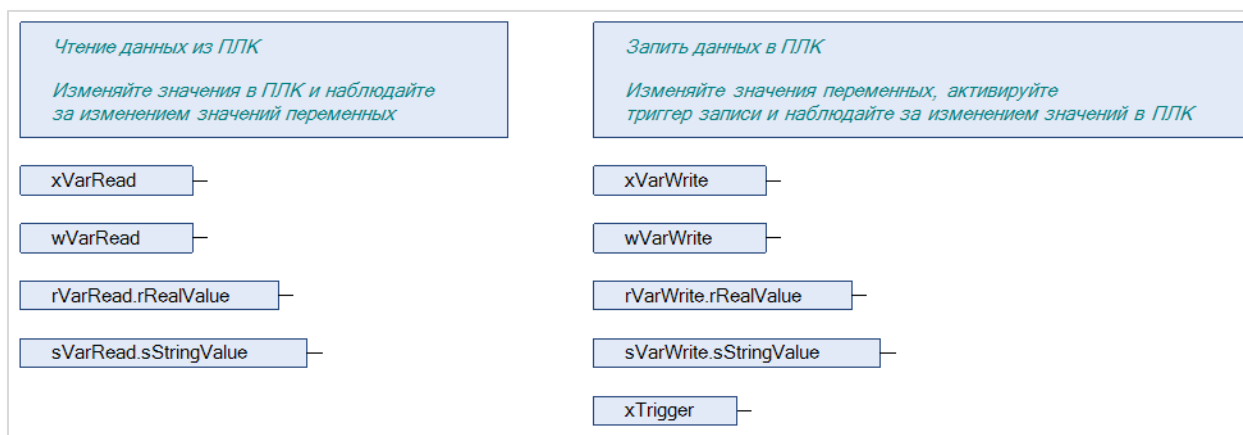 Чтение данных из ПЛК
Изменяйте значения в ПЛК и наблюдайте
за изменением значений переменных
xVarRead
wVarRead
rVarRead.rRealValue
sVarRead.sStringValue
Запить данных в ПЛК
Изменяйте значения переменных, активируйте
триггер записи и наблюдайте за изменением значений в ПЛК
xVarWrite
wVarWrite
rVarWrite.rRealValue
sVarWrite.sStringValue
xTrigger